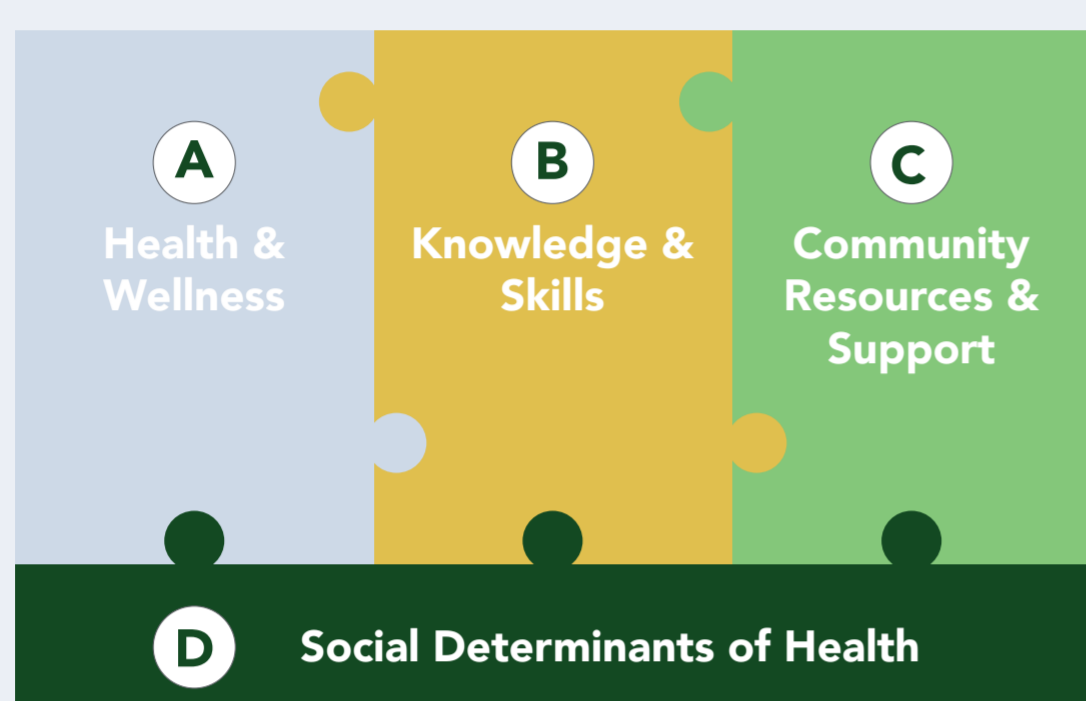 A
Health &
Wellness
B
Knowledge &
Skills
C
Community
Resources &
Support
D
Social Determinants of Health